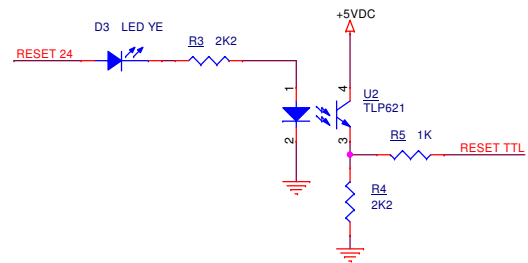 +5VDC
D3 LED YE
R3 2K2
RESET 24
1
4
U2
TLP621
2
3
R5 1K
RESET TTL
R4
2K2